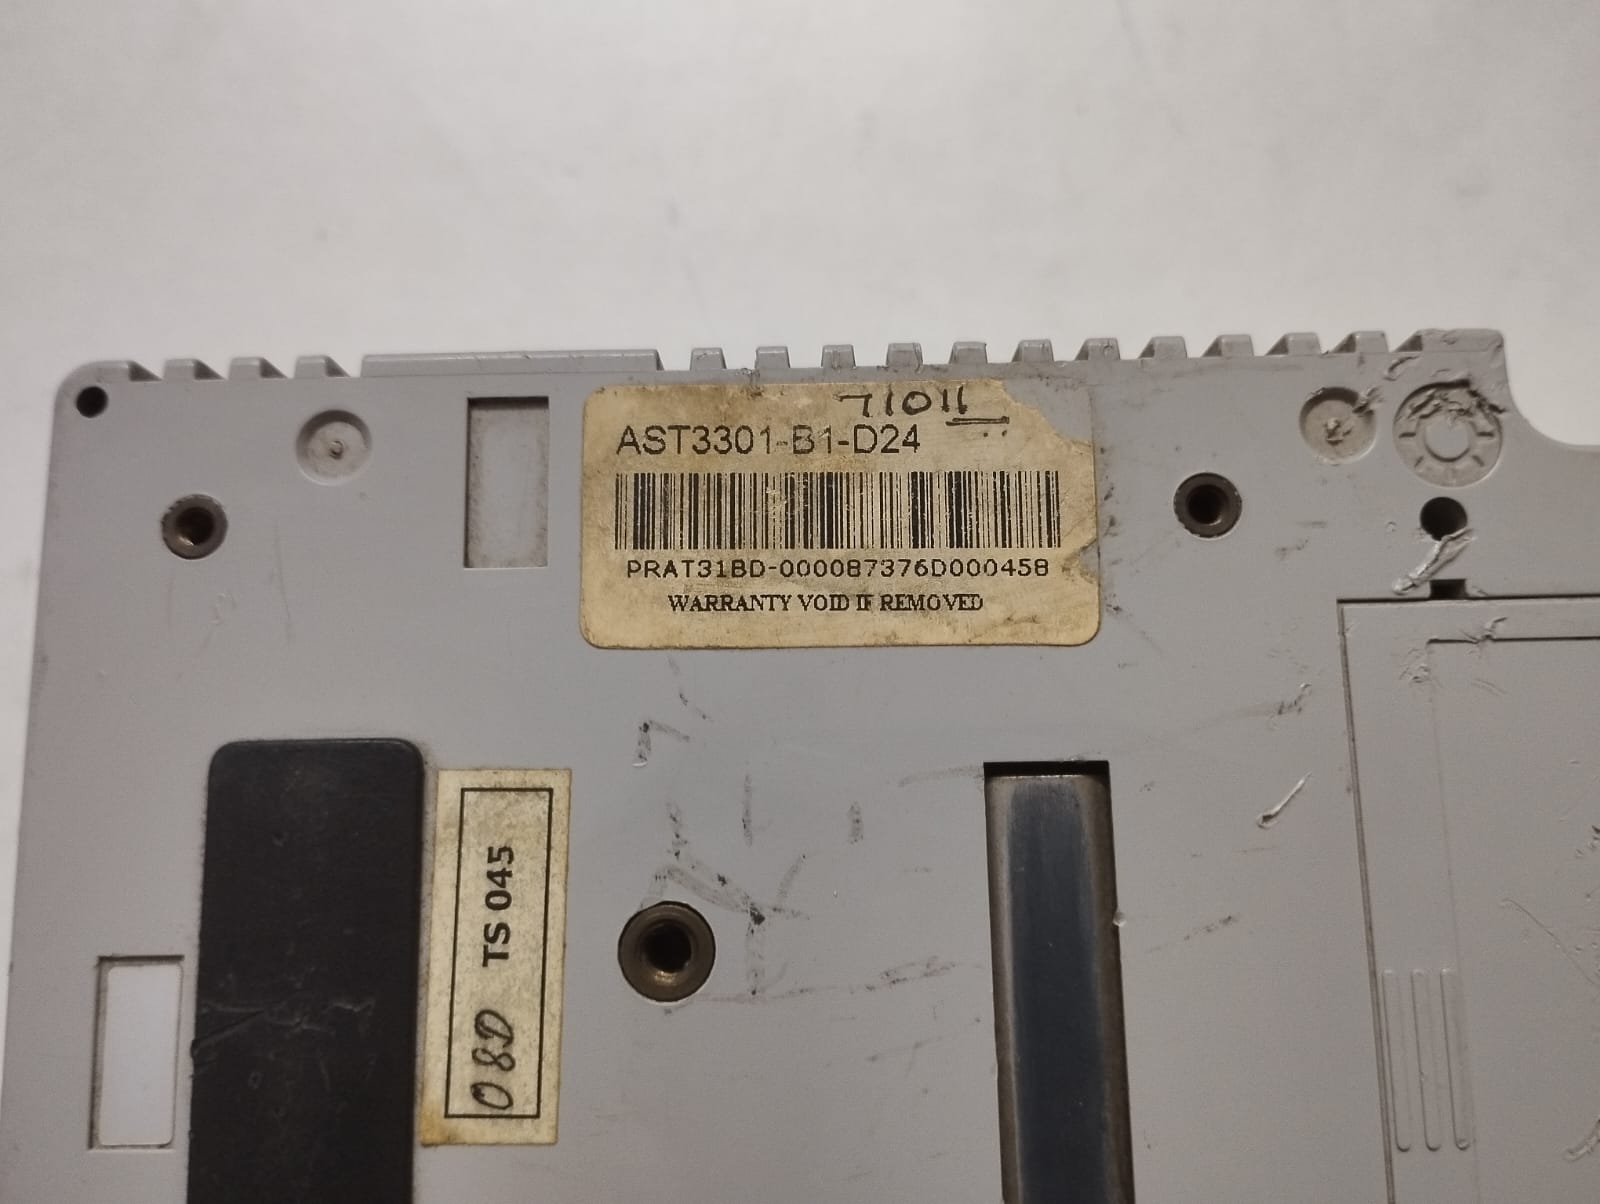 71011
AST3301-B1-D24
PRAT31BD-000087376D000458
WARRANTY VOID IF REMOVED
TS 045
08D